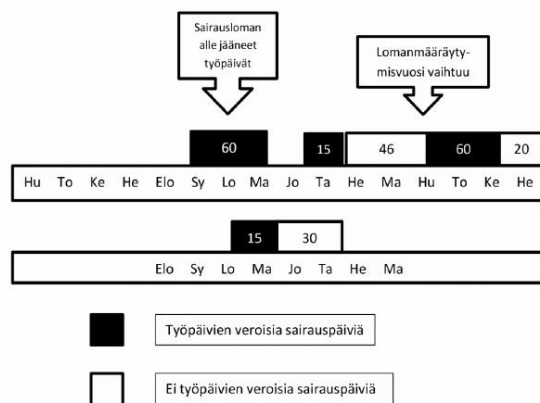 Sairausloman
alle jääneet
työpäivät
Lomanmääräyty-
misvuosi vaihtuu
60 15 46 60 20
Hu To Ke He Elo Sy Lo Ma Jo Ta He Ma Hu To Ke He
15 30
Elo Sy Lo Ma Jo Ta He Ma
Työpäivien veroisia sairauspäiviä
Ei työpäivien veroisia sairauspäiviä